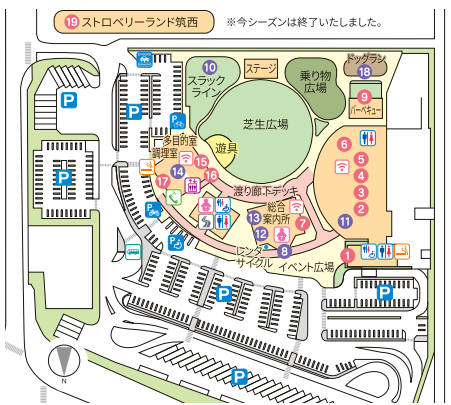 19 ストロベリーランド筑西 ※今シーズンは終了いたしました。
P
10
スラック
ライン
ステージ
乗り物
広場
ドッグラン
18
9
バーベキュー
P
P
芝生広場
多目的室
調理室
遊具
15
14
16
17
6
5
4
3
2
11
P
渡り廊下デッキ
13
総合
案内所
7
12
8
レンタ
サイクル
イベント広場
1
P
P
P
P
P
P
N